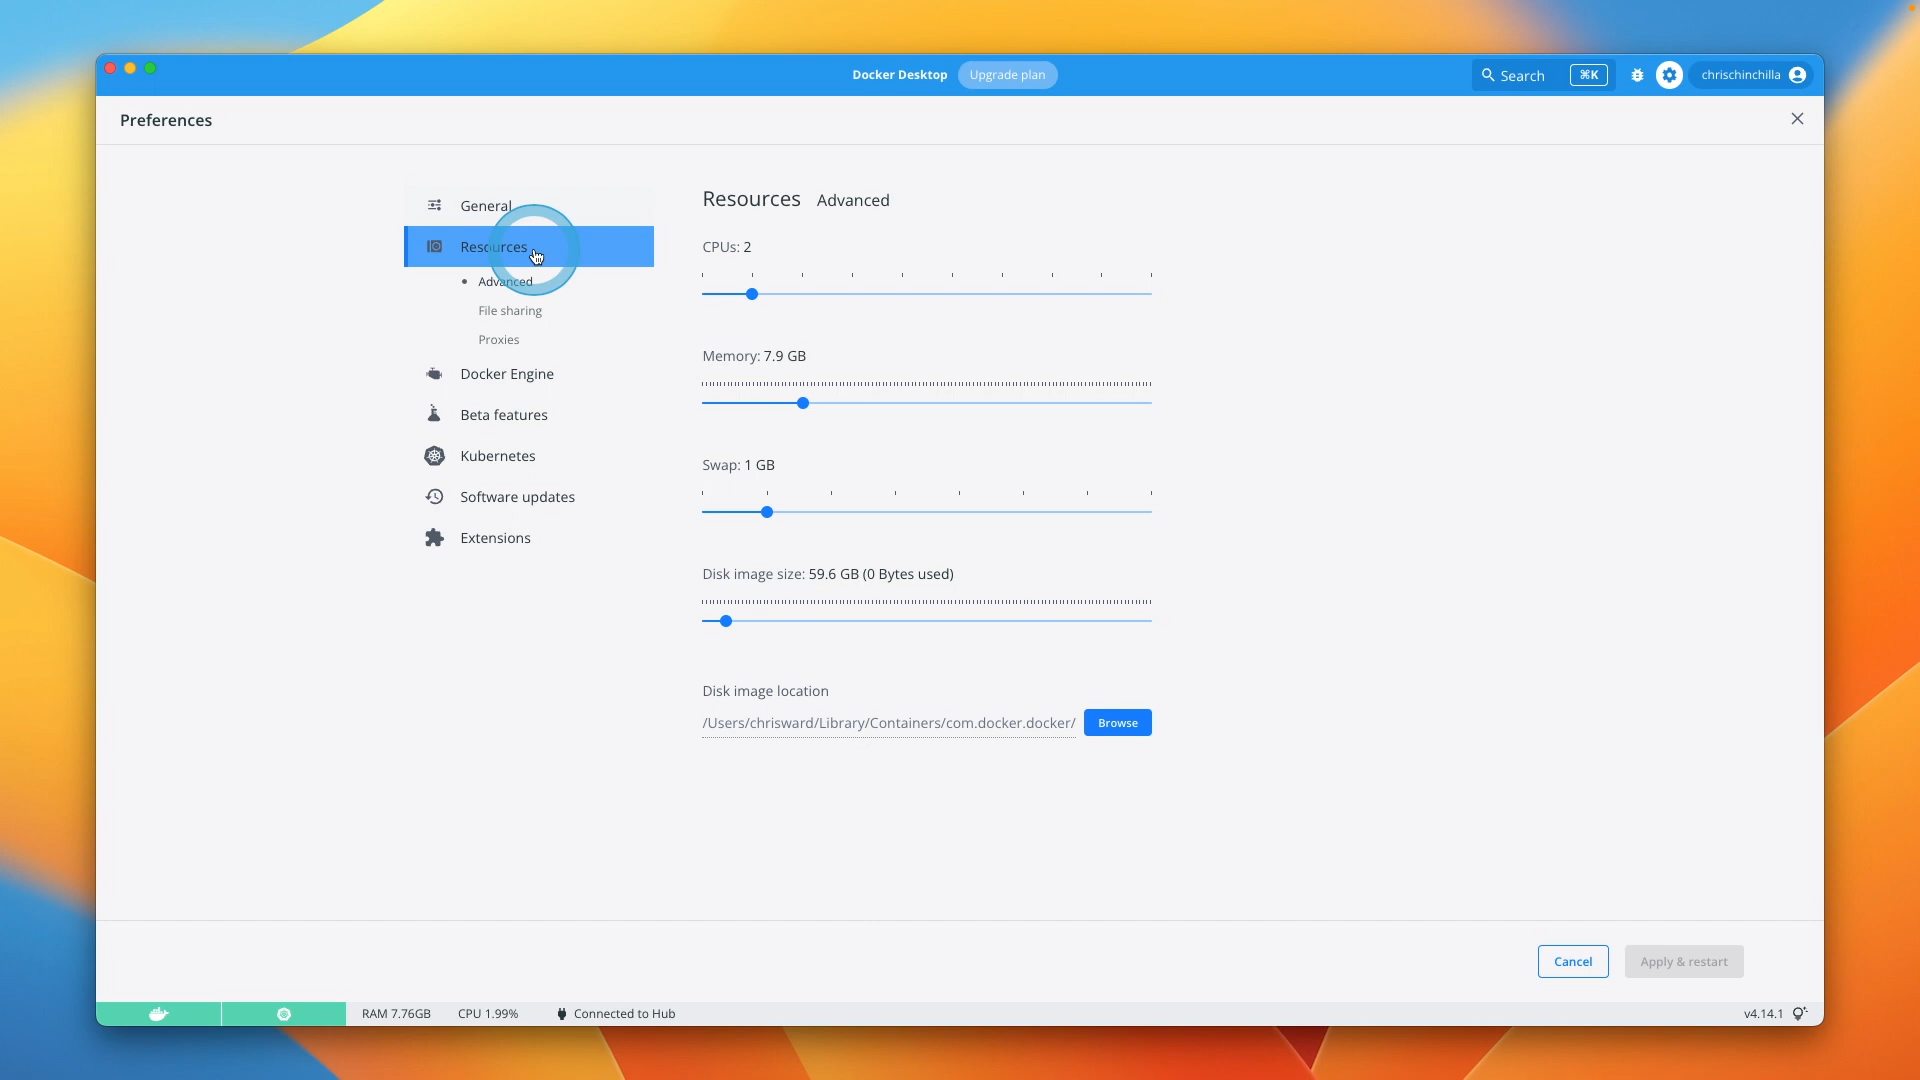 Docker Desktop Upgrade plan
Search ⌘K
chrischinchilla
Preferences
General
Resources
Advanced
File sharing
Proxies
Docker Engine
Beta features
Kubernetes
Software updates
Extensions
Resources Advanced
CPUs: 2
Memory: 7.9 GB
Swap: 1 GB
Disk image size: 59.6 GB (0 Bytes used)
Disk image location
/Users/chrisward/Library/Containers/com.docker.docker/ Browse
Cancel Apply & restart
RAM 7.76GB CPU 1.99% Connected to Hub v4.14.1